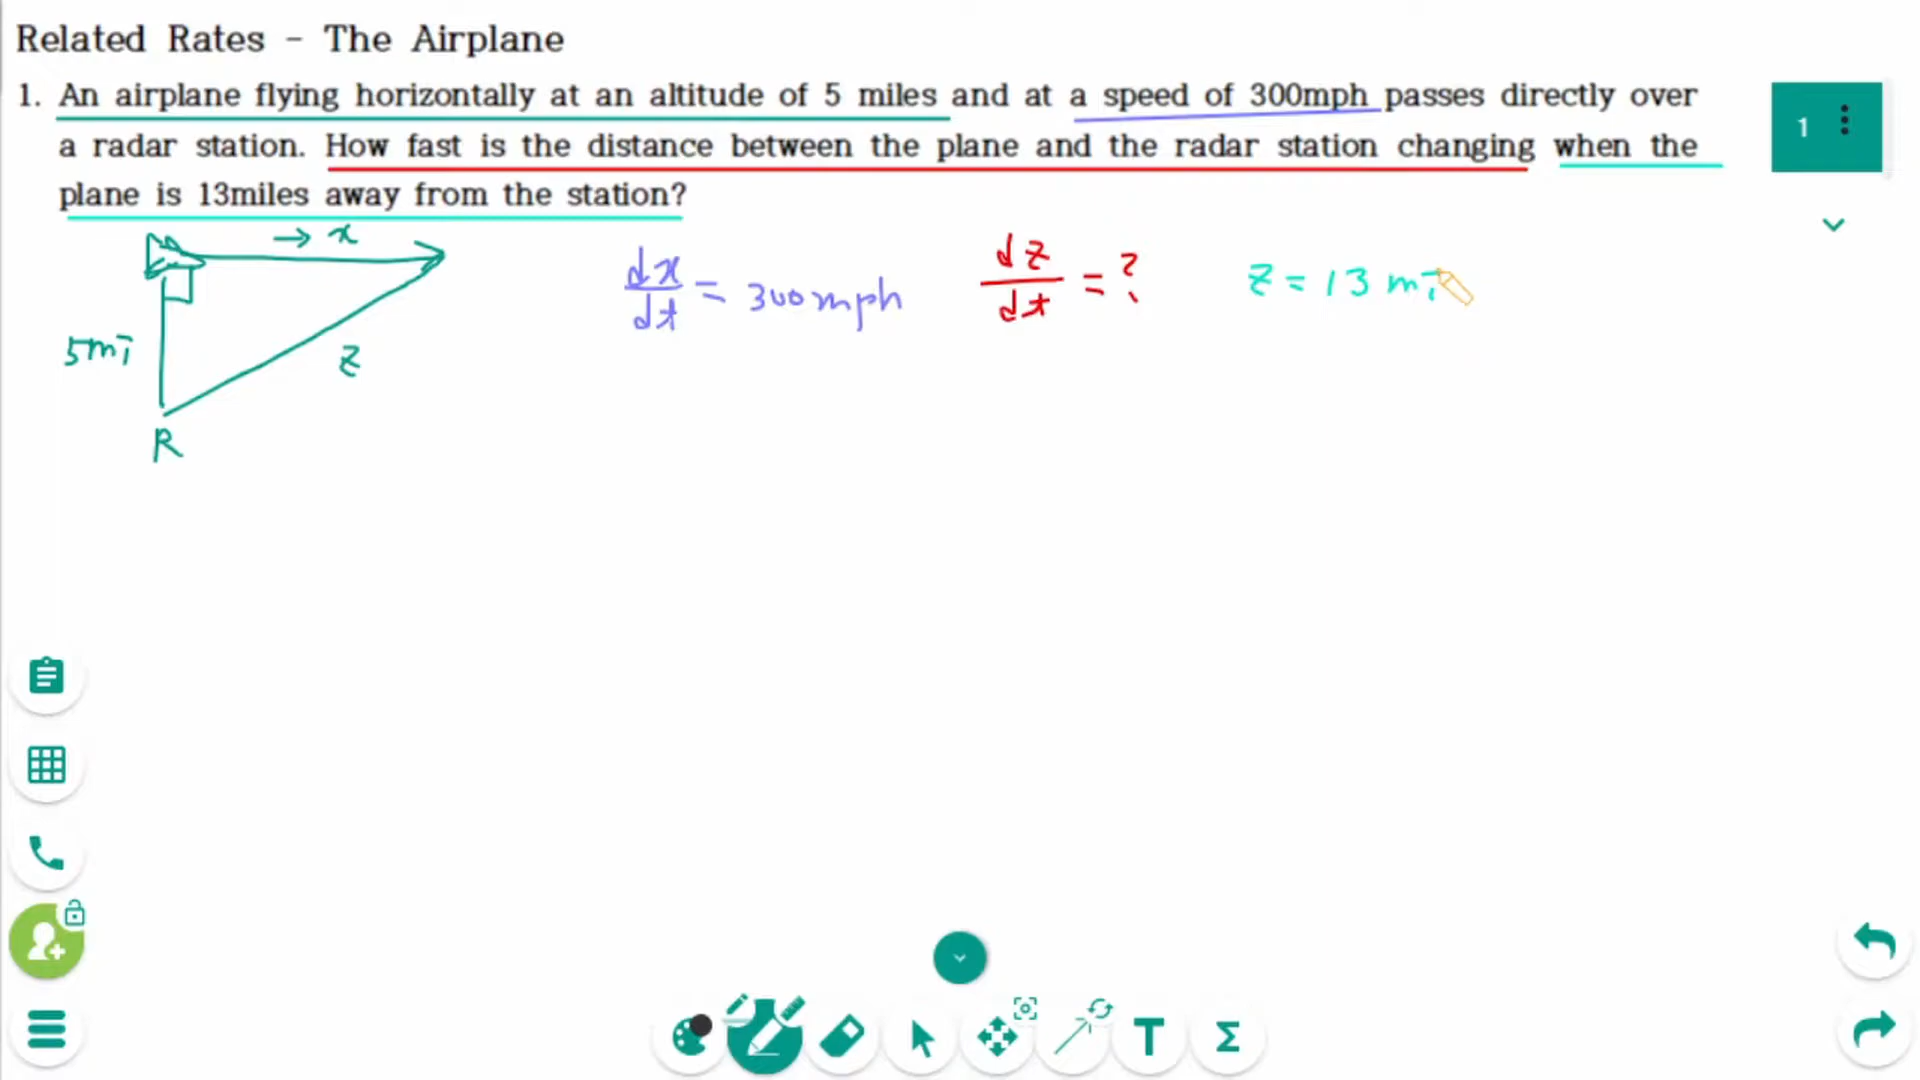 Related Rates - The Airplane
1. An airplane flying horizontally at an altitude of 5 miles and at a speed of 300mph passes directly over
a radar station. How fast is the distance between the plane and the radar station changing when the
plane is 13miles away from the station?
1
→ x
dx/dt = 300mph
dz/dt = ?
z = 13 mi
5mi
z
R
T
Σ